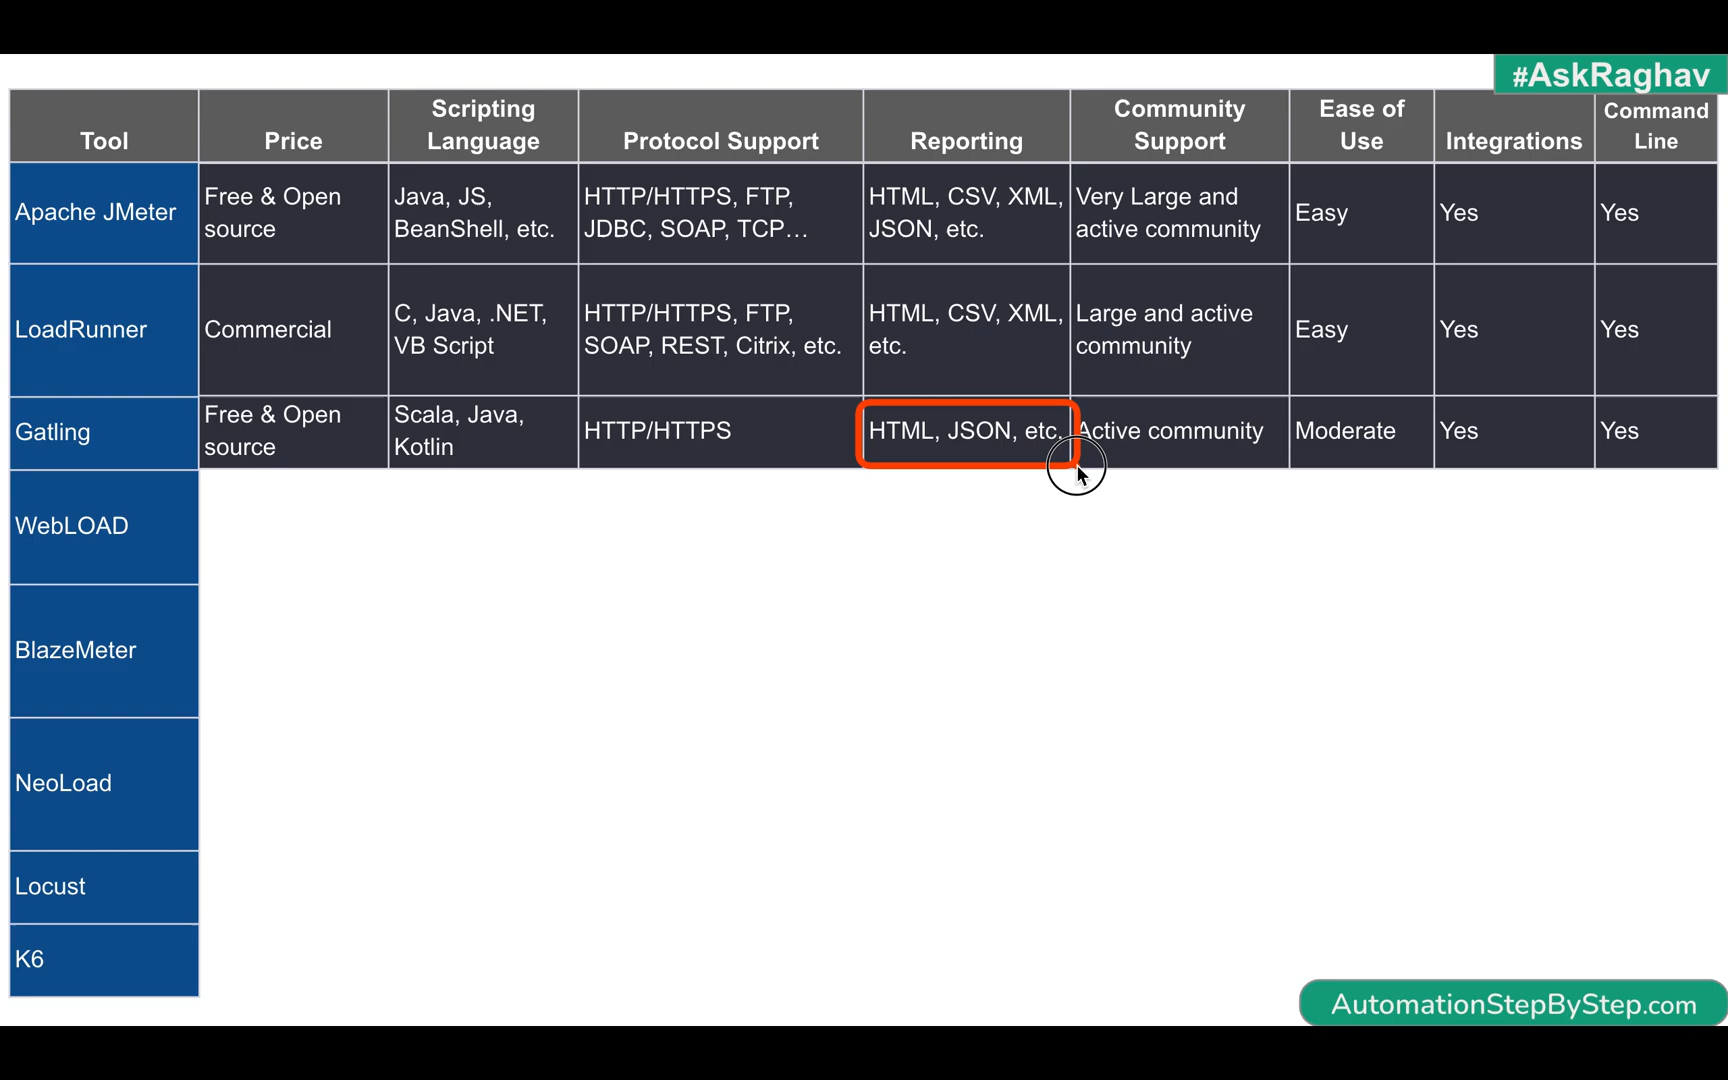 #AskRaghav
Tool
Price
Scripting
Language
Protocol Support
Reporting
Community
Support
Ease of
Use
Integrations
Command
Line
Apache JMeter
Free & Open
source
Java, JS,
BeanShell, etc.
HTTP/HTTPS, FTP,
JDBC, SOAP, TCP…
HTML, CSV, XML,
JSON, etc.
Very Large and
active community
Easy
Yes
Yes
LoadRunner
Commercial
C, Java, .NET,
VB Script
HTTP/HTTPS, FTP,
SOAP, REST, Citrix, etc.
HTML, CSV, XML,
etc.
Large and active
community
Easy
Yes
Yes
Gatling
Free & Open
source
Scala, Java,
Kotlin
HTTP/HTTPS
HTML, JSON, etc.
Active community
Moderate
Yes
Yes
WebLOAD
BlazeMeter
NeoLoad
Locust
K6
AutomationStepByStep.com